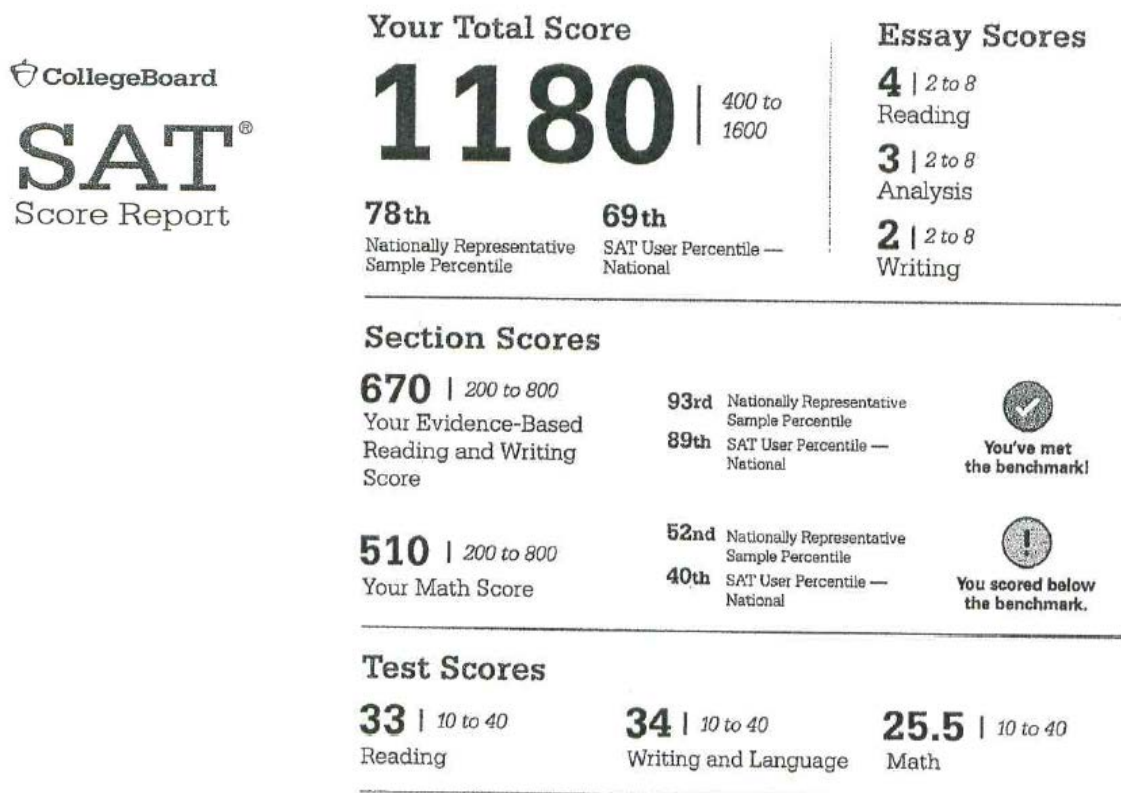 CollegeBoard
SAT®
Score Report
Your Total Score
1180 | 400 to
1600
78th
Nationally Representative
Sample Percentile
69th
SAT User Percentile —
National
Essay Scores
4 | 2 to 8
Reading
3 | 2 to 8
Analysis
2 | 2 to 8
Writing
Section Scores
670 | 200 to 800
Your Evidence-Based
Reading and Writing
Score
93rd Nationally Representative
Sample Percentile
89th SAT User Percentile —
National
You've met
the benchmark!
510 | 200 to 800
Your Math Score
52nd Nationally Representative
Sample Percentile
40th SAT User Percentile —
National
!
You scored below
the benchmark.
Test Scores
33 | 10 to 40
Reading
34 | 10 to 40
Writing and Language
25.5 | 10 to 40
Math